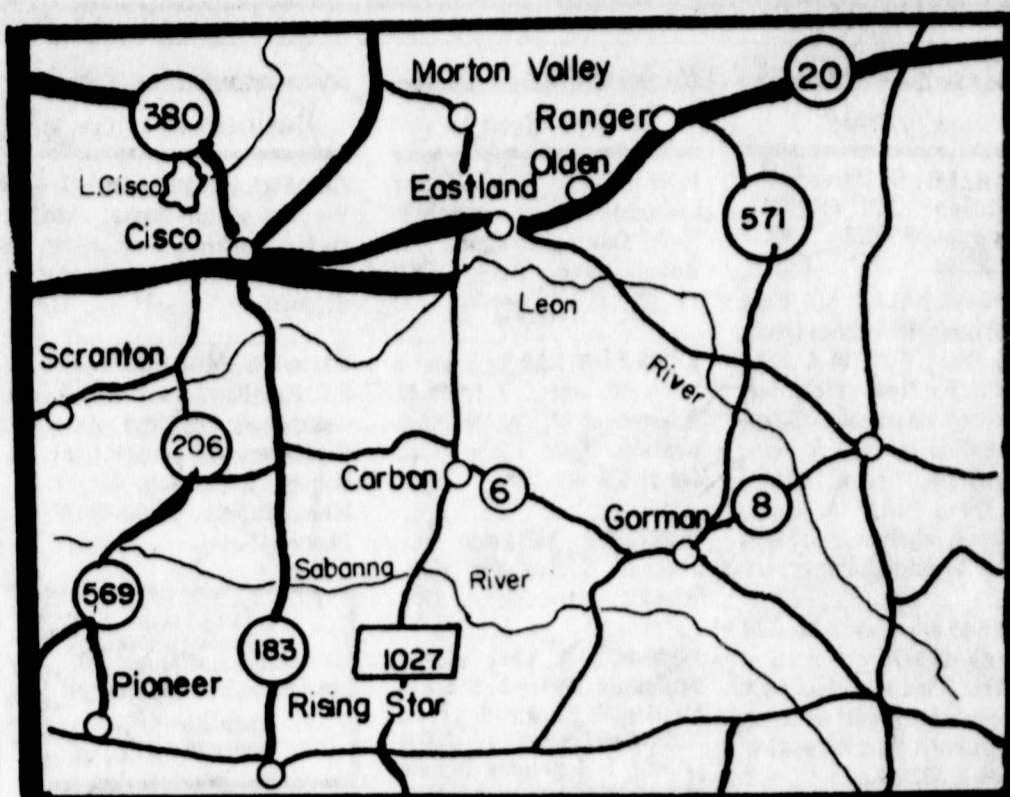 Morton Valley
20
380
Ranger
Olden
L.Cisco
Eastland
571
Cisco
Leon
River
Scranton
206
Carbon
6
8
Gorman
Sabanna River
569
183
1027
Pioneer
Rising Star